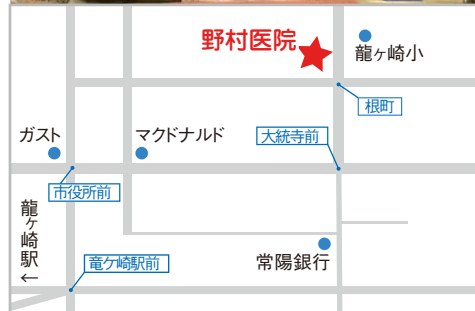 野村医院
龍ヶ崎小
根町
ガスト
マクドナルド
大統寺前
市役所前
龍ヶ崎駅←
竜ケ崎駅前
常陽銀行